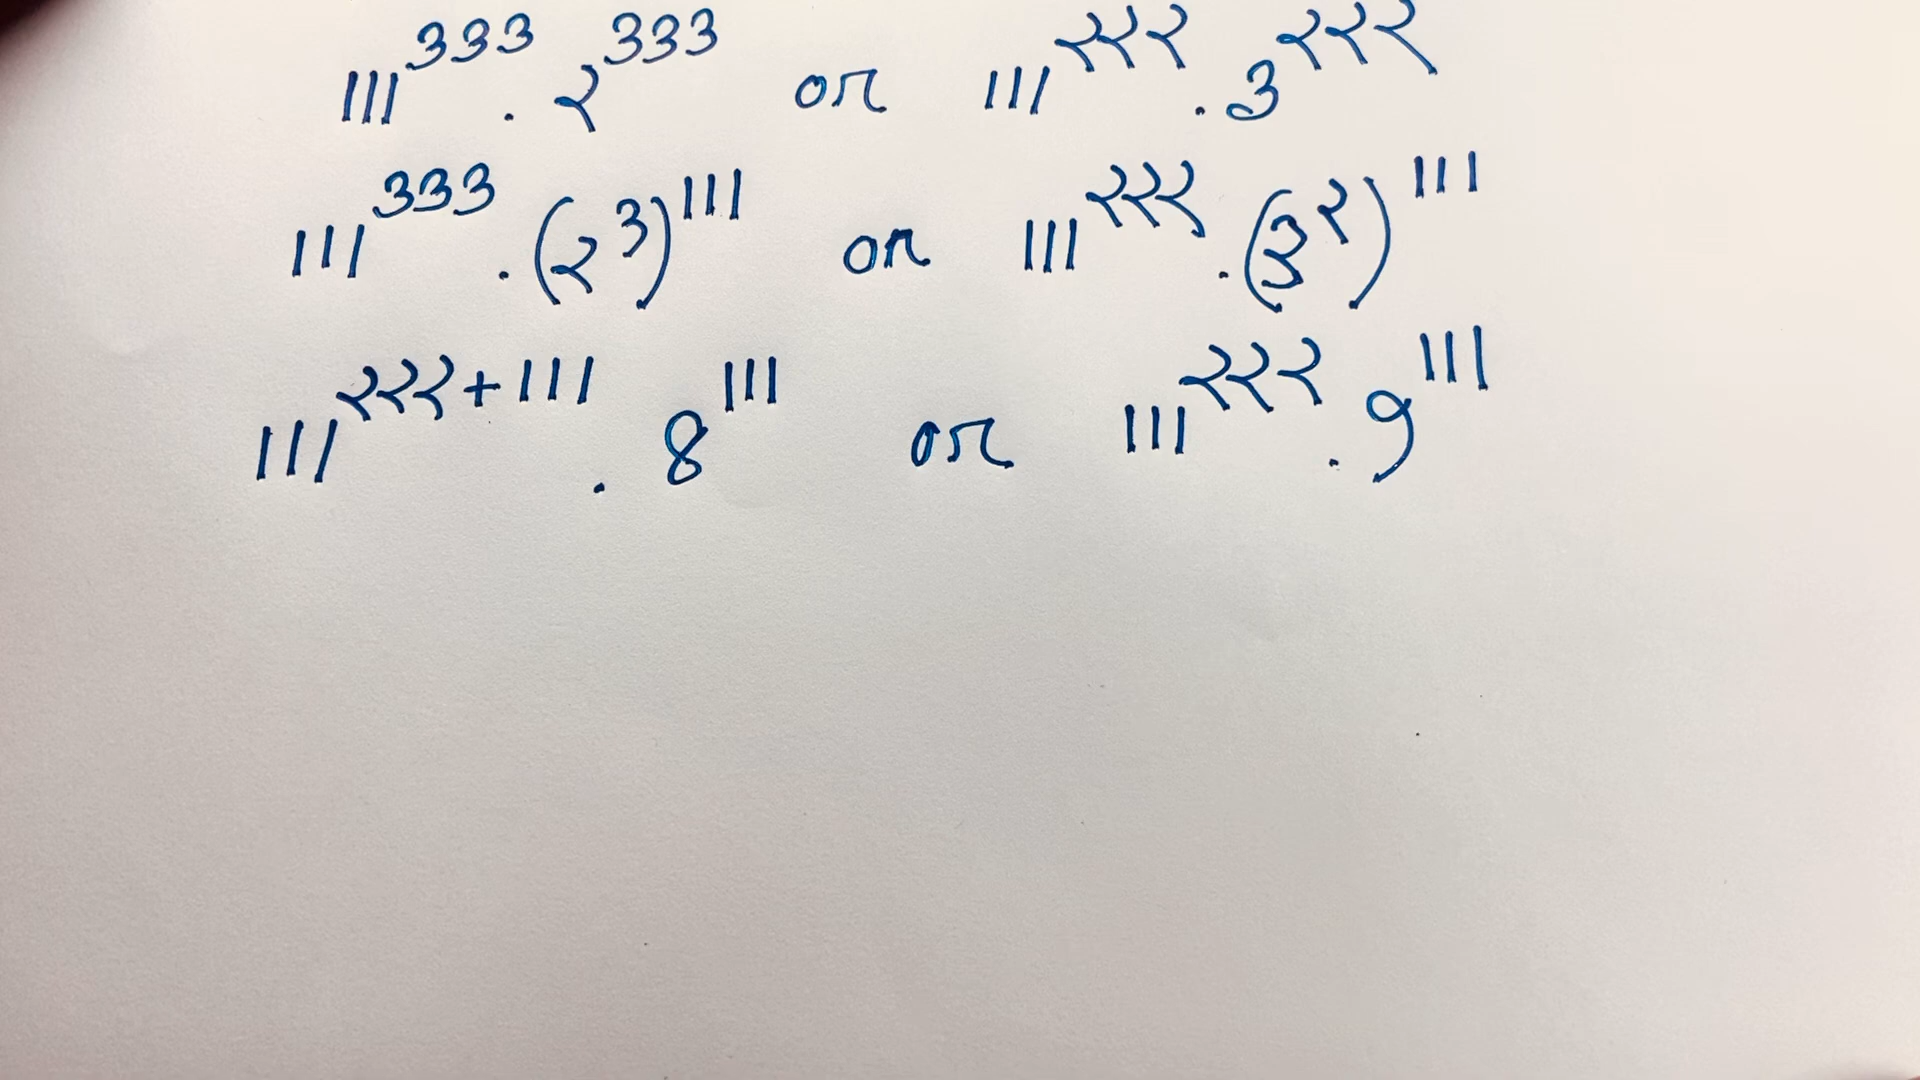 111^333 . 2^333 or 111^222 . 3^222
111^333 . (2^3)^111 or 111^222 . (3^2)^111
111^222+111 . 8^111 or 111^222 . 9^111